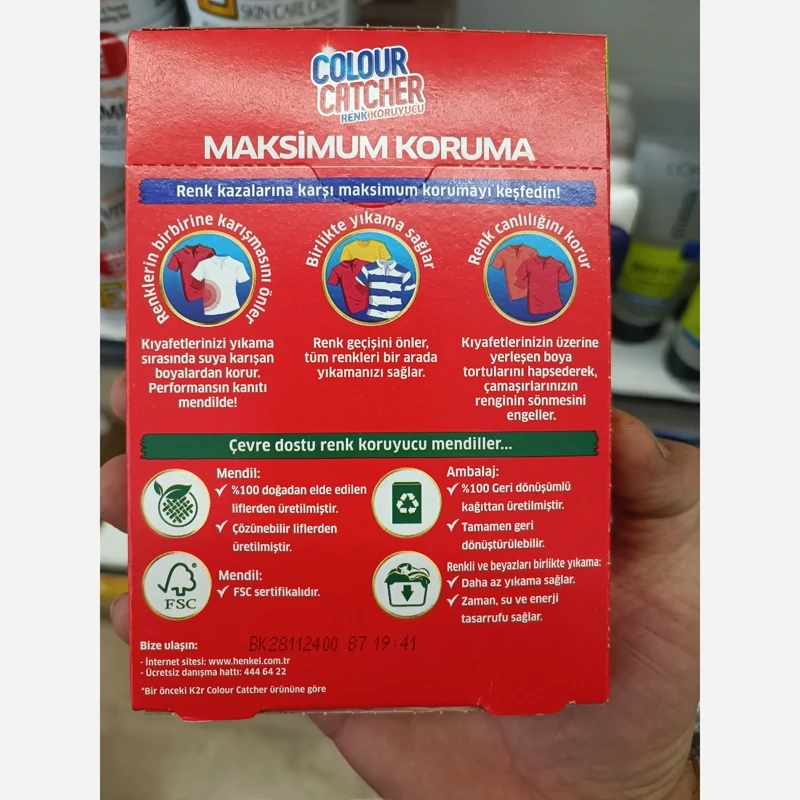 SKIN CARE CRE
COLOUR
CATCHER
RENK KORUYUCU
MAKSİMUM KORUMA
Renk kazalarına karşı maksimum korumayı keşfedin!
Renklerin birbirine karışmasını önler
Kıyafetlerinizi yıkama
sırasında suya karışan
boyalardan korur.
Performansın kanıtı
mendilde!
Birlikte yıkama sağlar
Renk geçişini önler,
tüm renkleri bir arada
yıkamanızı sağlar.
Renk canlılığını korur
Kıyafetlerinizin üzerine
yerleşen boya
tortularını hapsederek,
çamaşırlarınızın
renginin sönmesini
engeller.
Çevre dostu renk koruyucu mendiller...
Mendil:
%100 doğadan elde edilen
liflerden üretilmiştir.
Çözünebilir liflerden
üretilmiştir.
Ambalaj:
%100 Geri dönüşümlü
kağıttan üretilmiştir.
Tamamen geri
dönüştürülebilir.
FSC
Mendil:
FSC sertifikalıdır.
Renkli ve beyazları birlikte yıkama:
Daha az yıkama sağlar.
Zaman, su ve enerji
tasarrufu sağlar.
Bize ulaşın:
BK28112400 87 19:41
- İnternet sitesi: www.henkel.com.tr
- Ücretsiz danışma hattı: 444 64 22
*Bir önceki K2r Colour Catcher ürününe göre